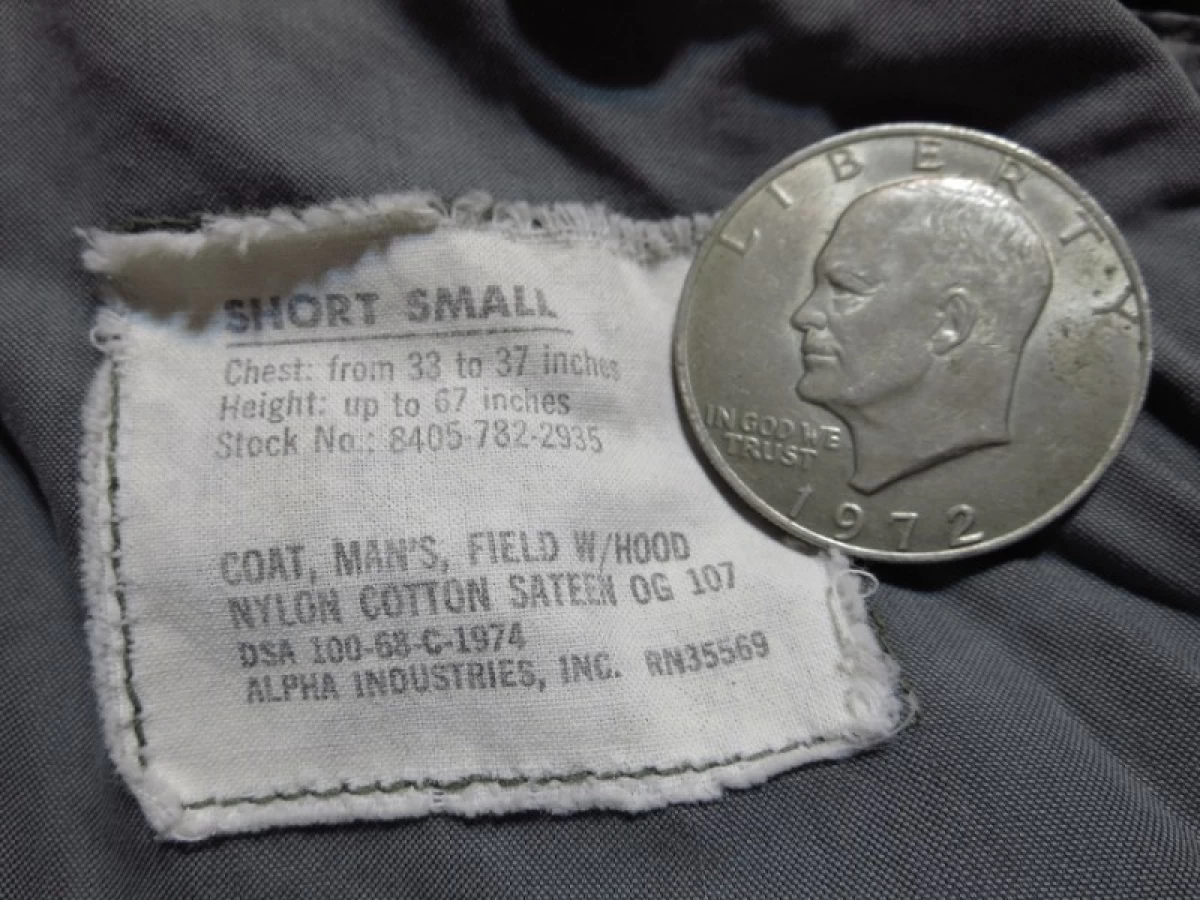 SHORT SMALL
Chest: from 33 to 37 inches
Height: up to 67 inches
Stock No.: 8405-782-2935
COAT, MAN'S, FIELD W/HOOD
NYLON COTTON SATEEN OG 107
DSA 100-68-C-1974
ALPHA INDUSTRIES, INC. RN35569
LIBERTY
IN GOD WE
TRUST
1972